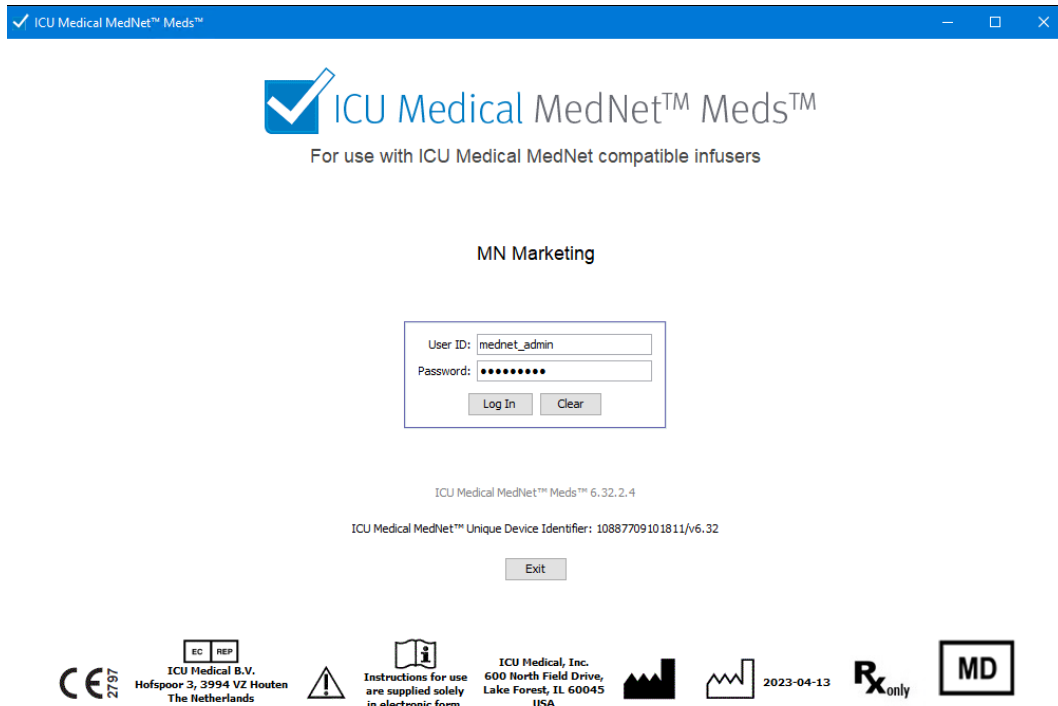 ICU Medical MedNet™ Meds™
ICU Medical MedNet™ Meds™
For use with ICU Medical MedNet compatible infusers
MN Marketing
User ID: mednet_admin
Password: •••••••••
Log In Clear
ICU Medical MedNet™ Meds™ 6.32.2.4
ICU Medical MedNet™ Unique Device Identifier: 10887709101811/v6.32
Exit
CE 2797
EC REP
ICU Medical B.V.
Hofspoor 3, 3994 VZ Houten
The Netherlands
Instructions for use
are supplied solely
in electronic form
ICU Medical, Inc.
600 North Field Drive,
Lake Forest, IL 60045
USA
2023-04-13
Rx only
MD